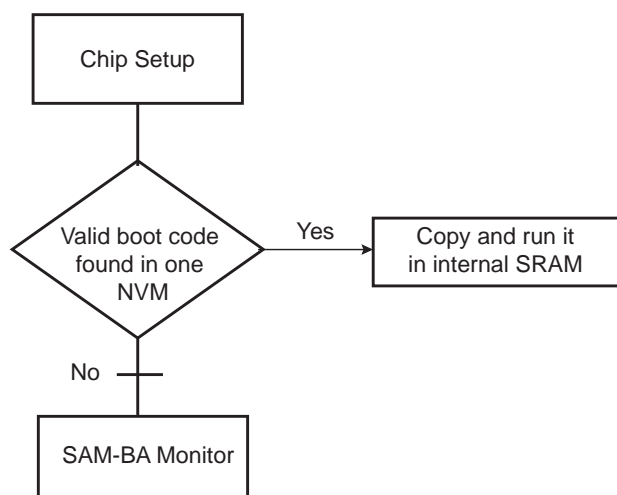 Chip Setup
Valid boot code
found in one
NVM
Yes
Copy and run it
in internal SRAM
No
SAM-BA Monitor